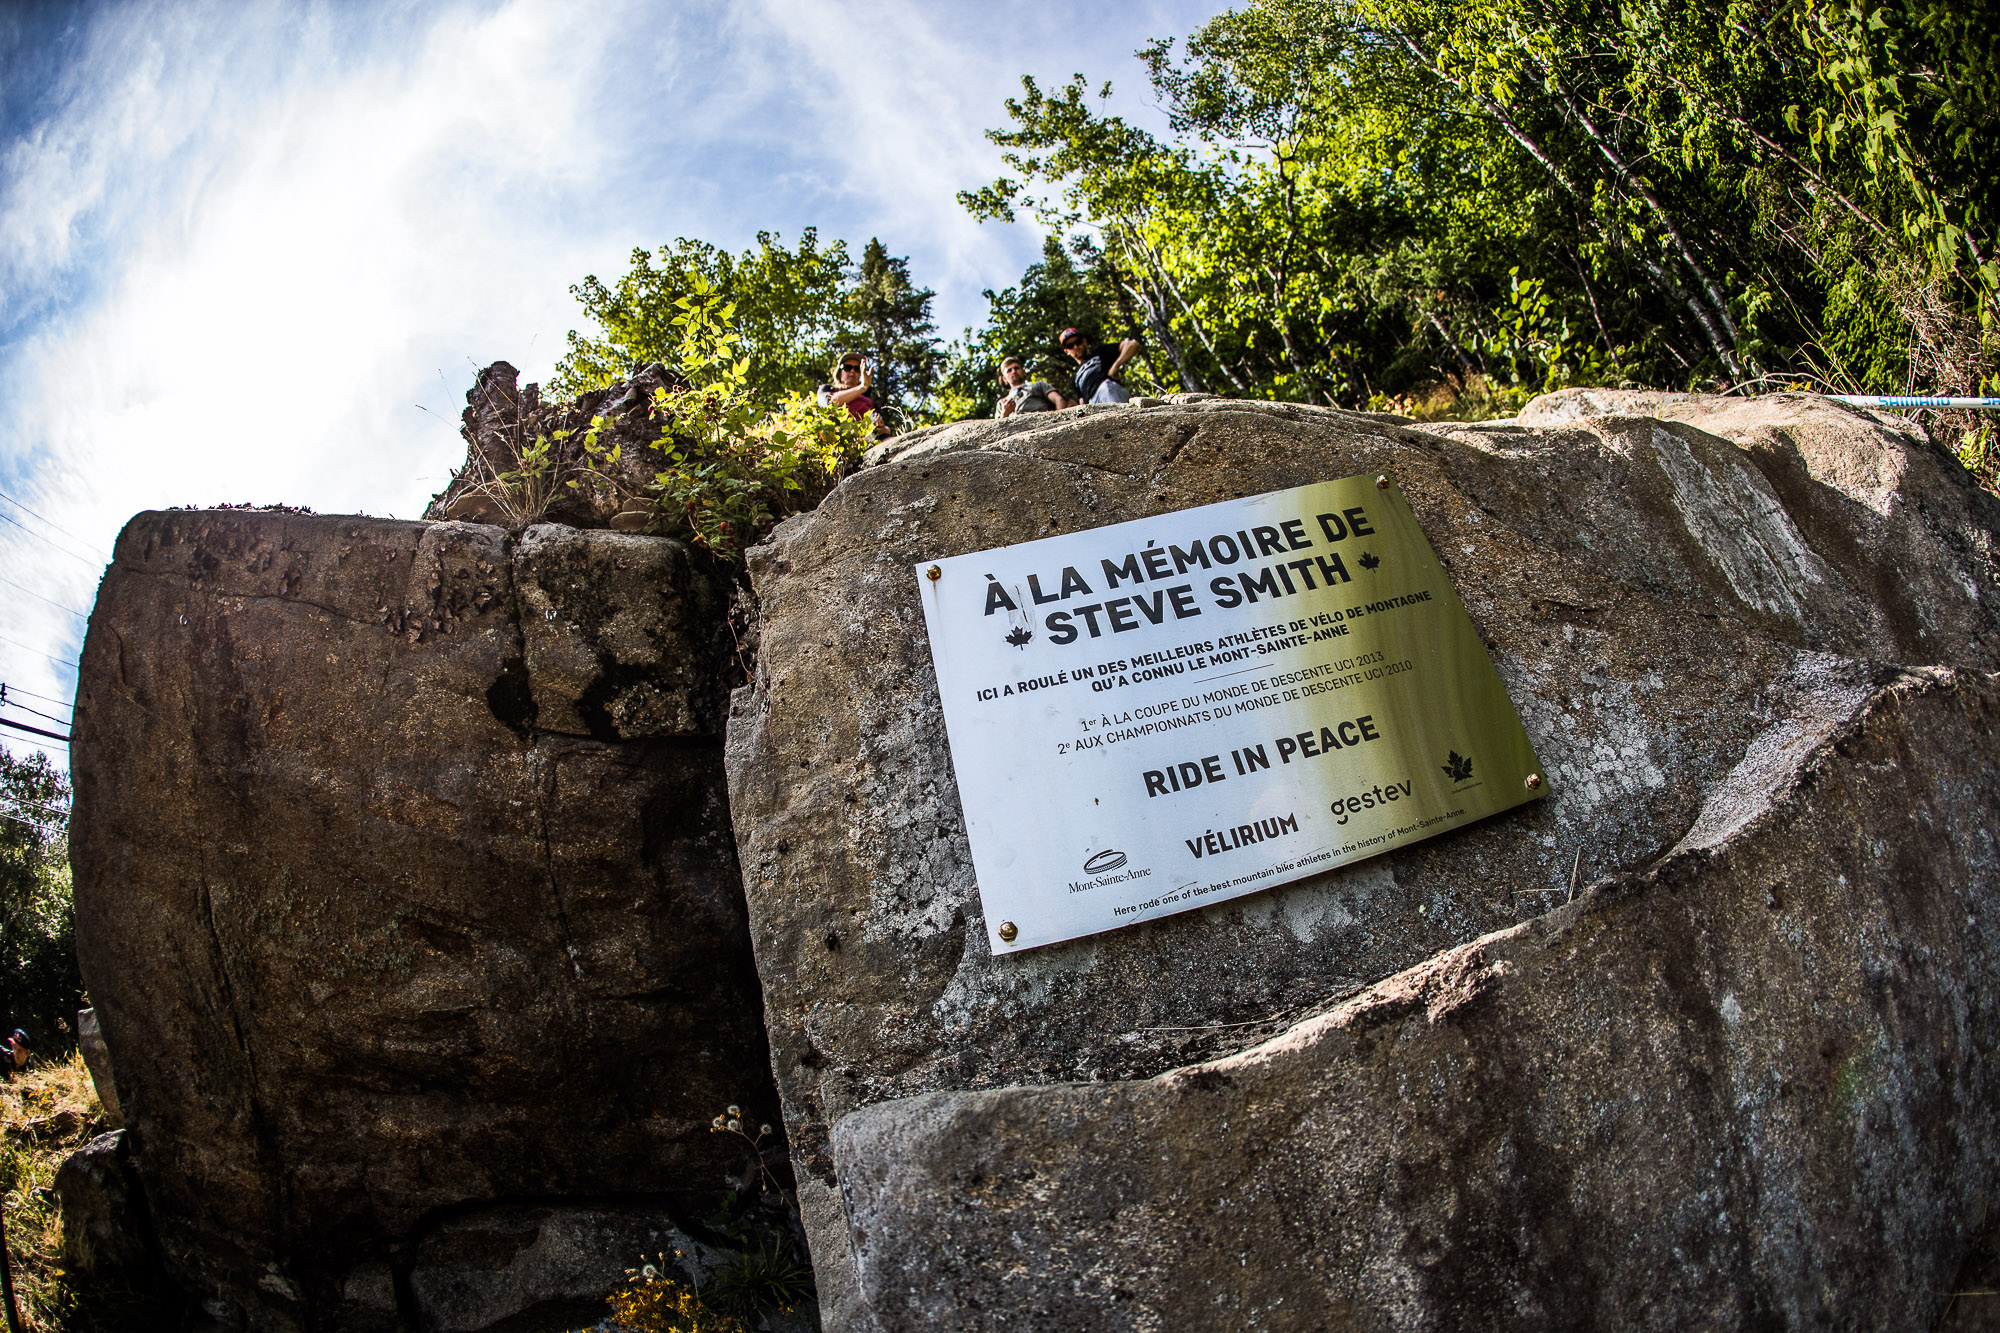 À LA MÉMOIRE DE
STEVE SMITH
ICI A ROULÉ UN DES MEILLEURS ATHLÈTES DE VÉLO DE MONTAGNE
QU'A CONNU LE MONT-SAINTE-ANNE
1er À LA COUPE DU MONDE DE DESCENTE UCI 2013
2e AUX CHAMPIONNATS DU MONDE DE DESCENTE UCI 2010
RIDE IN PEACE
Mont-Sainte-Anne
VÉLIRIUM
gestev
Here rode one of the best mountain bike athletes in the history of Mont-Sainte-Anne.
SHIMANO